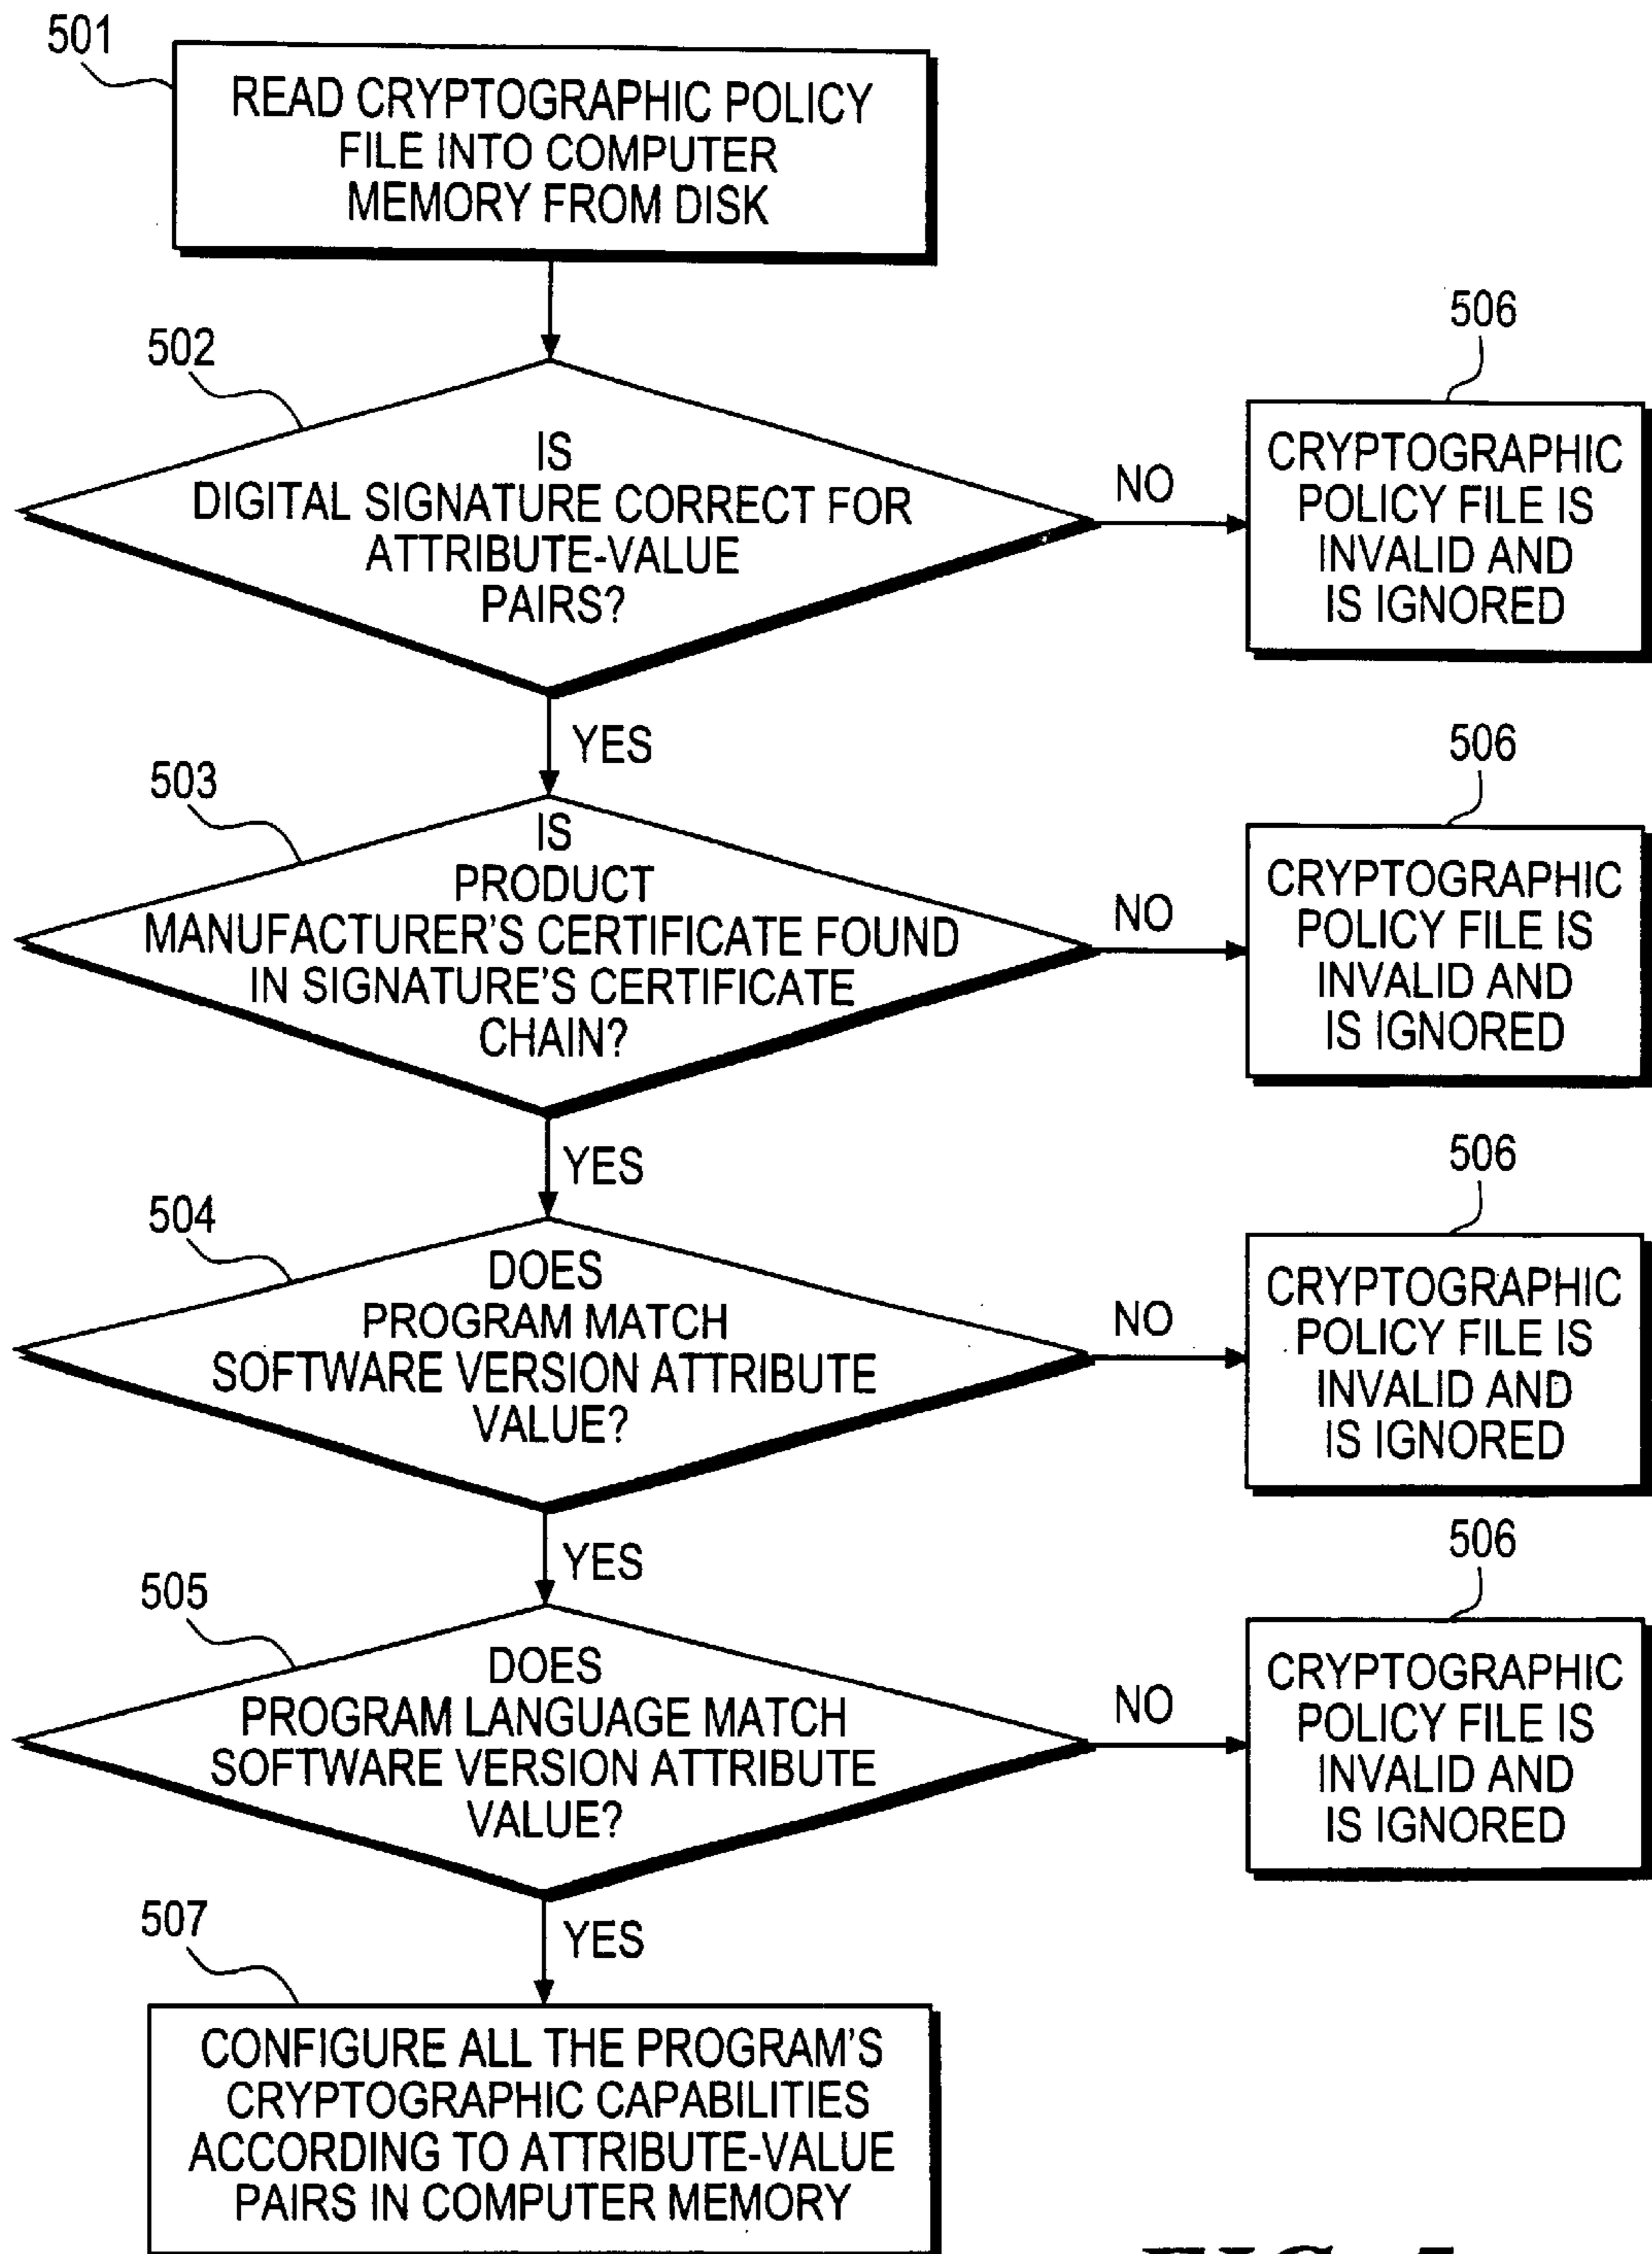 501
READ CRYPTOGRAPHIC POLICY
FILE INTO COMPUTER
MEMORY FROM DISK
502
IS
DIGITAL SIGNATURE CORRECT FOR
ATTRIBUTE-VALUE
PAIRS?
NO
506
CRYPTOGRAPHIC
POLICY FILE IS
INVALID AND
IS IGNORED
YES
503
IS
PRODUCT
MANUFACTURER'S CERTIFICATE FOUND
IN SIGNATURE'S CERTIFICATE
CHAIN?
NO
506
CRYPTOGRAPHIC
POLICY FILE IS
INVALID AND
IS IGNORED
YES
504
DOES
PROGRAM MATCH
SOFTWARE VERSION ATTRIBUTE
VALUE?
NO
506
CRYPTOGRAPHIC
POLICY FILE IS
INVALID AND
IS IGNORED
YES
505
DOES
PROGRAM LANGUAGE MATCH
SOFTWARE VERSION ATTRIBUTE
VALUE?
NO
506
CRYPTOGRAPHIC
POLICY FILE IS
INVALID AND
IS IGNORED
YES
507
CONFIGURE ALL THE PROGRAM'S
CRYPTOGRAPHIC CAPABILITIES
ACCORDING TO ATTRIBUTE-VALUE
PAIRS IN COMPUTER MEMORY